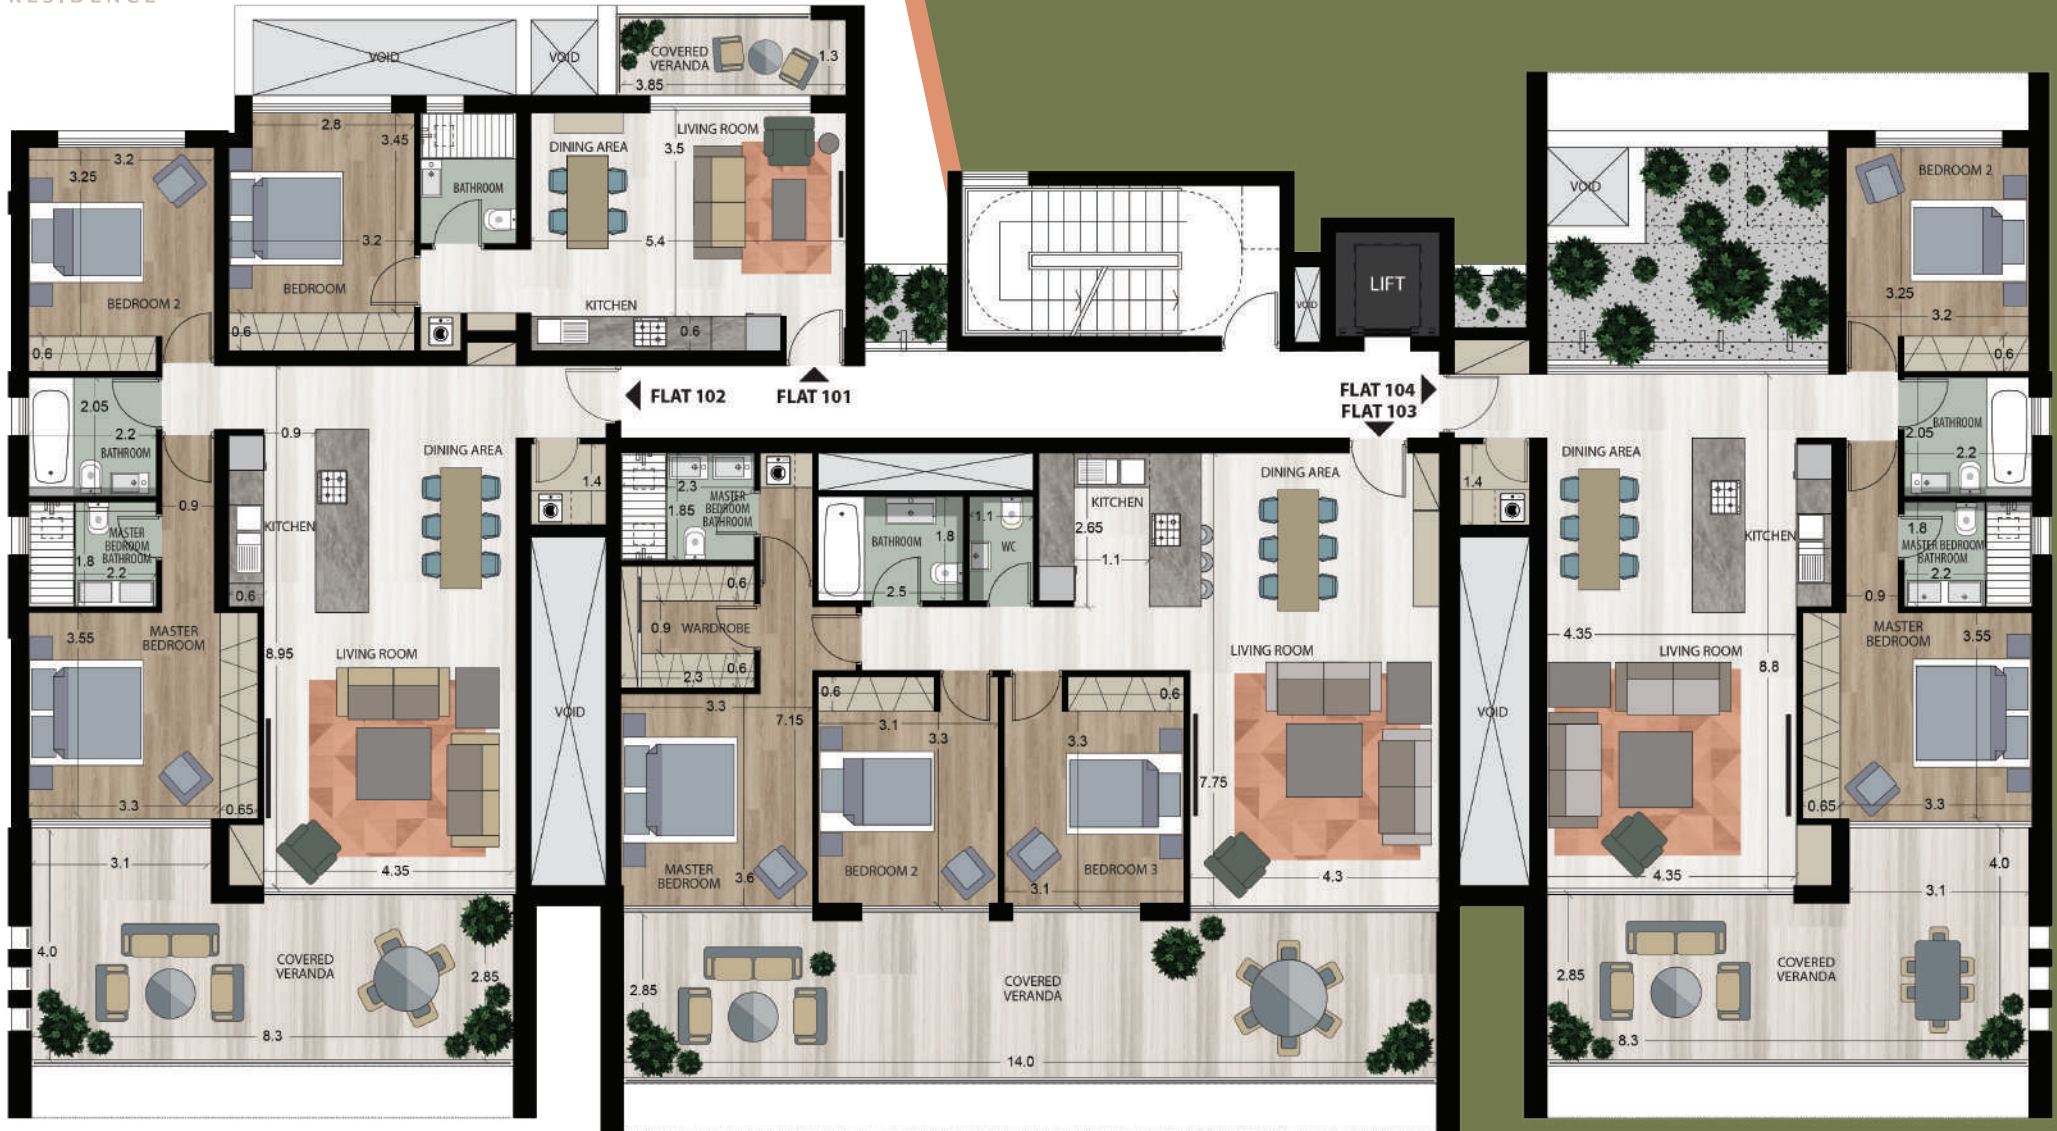 RESIDENCE
VOID
VOID
COVERED
VERANDA
1.3
3.85
3.2
3.25
BEDROOM 2
0.6
2.8
3.45
3.2
BEDROOM
0.6
BATHROOM
DINING AREA
LIVING ROOM
3.5
5.4
KITCHEN
0.6
VOID
LIFT
VOID
BEDROOM 2
3.25
3.2
0.6
FLAT 102
FLAT 101
FLAT 104
FLAT 103
2.05
2.2
BATHROOM
0.9
DINING AREA
KITCHEN
0.9
MASTER
BEDROOM
BATHROOM
1.8
2.2
0.6
1.4
3.55
MASTER
BEDROOM
8.95
LIVING ROOM
3.3
0.65
4.35
3.1
4.0
COVERED
VERANDA
2.85
8.3
VOID
2.3
1.85
MASTER
BEDROOM
BATHROOM
0.6
0.9
WARDROBE
0.6
2.3
3.3
7.15
MASTER
BEDROOM
3.6
BATHROOM
1.8
2.5
1.1
WC
KITCHEN
2.65
1.1
DINING AREA
LIVING ROOM
0.6
3.1
3.3
BEDROOM 2
0.6
3.3
BEDROOM 3
3.1
7.75
4.3
2.85
COVERED
VERANDA
14.0
1.4
VOID
DINING AREA
KITCHEN
4.35
LIVING ROOM
8.8
4.35
BATHROOM
2.05
2.2
1.8
MASTER BEDROOM
BATHROOM
2.2
0.9
MASTER
BEDROOM
3.55
0.65
3.3
4.0
3.1
2.85
COVERED
VERANDA
8.3